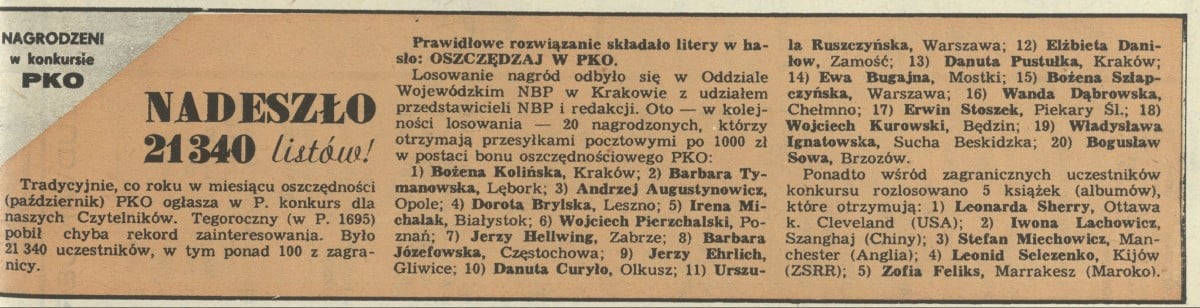 NAGRODZENI
w konkursie
PKO
NADESZŁO
21 340 listów!
Tradycyjnie, co roku w miesiącu oszczędności
(październik) PKO ogłasza w P. konkurs dla
naszych Czytelników. Tegoroczny (w P. 1695)
pobił chyba rekord zainteresowania. Było
21 340 uczestników, w tym ponad 100 z zagra-
nicy.
Prawidłowe rozwiązanie składało litery w ha-
sło: OSZCZĘDZAJ W PKO.
Losowanie nagród odbyło się w Oddziale
Wojewódzkim NBP w Krakowie z udziałem
przedstawicieli NBP i redakcji. Oto — w kolej-
ności losowania — 20 nagrodzonych, którzy
otrzymają przesyłkami pocztowymi po 1000 zł
w postaci bonu oszczędnościowego PKO:
1) Bożena Kolińska, Kraków; 2) Barbara Ty-
manowska, Lębork; 3) Andrzej Augustynowicz,
Opole; 4) Dorota Brylska, Leszno; 5) Irena Mi-
chalak, Białystok; 6) Wojciech Pierzchalski, Po-
znań; 7) Jerzy Hellwing, Zabrze; 8) Barbara
Józefowska, Częstochowa; 9) Jerzy Ehrlich,
Gliwice; 10) Danuta Curyło, Olkusz; 11) Urszu-
la Ruszczyńska, Warszawa; 12) Elżbieta Dani-
łow, Zamość; 13) Danuta Pustułka, Kraków;
14) Ewa Bugajna, Mostki; 15) Bożena Szlap-
czyńska, Warszawa; 16) Wanda Dąbrowska,
Chełmno; 17) Erwin Stoszek, Piekary Śl.; 18)
Wojciech Kurowski, Będzin; 19) Władysława
Ignatowska, Sucha Beskidzka; 20) Bogusław
Sowa, Brzozów.
Ponadto wśród zagranicznych uczestników
konkursu rozlosowano 5 książek (albumów),
które otrzymują: 1) Leonarda Sherry, Ottawa
k. Cleveland (USA); 2) Iwona Lachowicz,
Szanghaj (Chiny); 3) Stefan Miechowicz, Man-
chester (Anglia); 4) Leonid Selezenko, Kijów
(ZSRR); 5) Zofia Feliks, Marrakesz (Maroko).